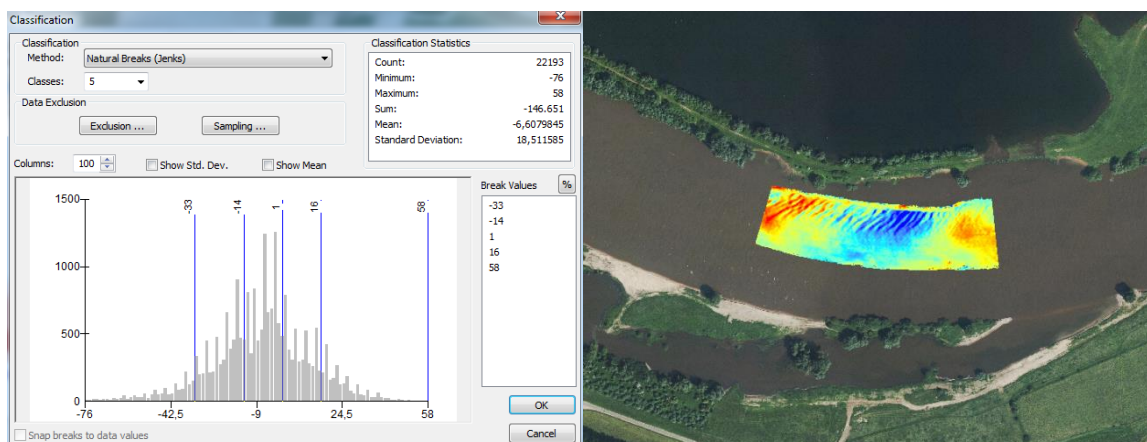 Classification
Classification
Method: Natural Breaks (Jenks)
Classes: 5
Data Exclusion
Exclusion ...
Sampling ...
Classification Statistics
Count: 22193
Minimum: -76
Maximum: 58
Sum: -146.651
Mean: -6,6079845
Standard Deviation: 18,511585
Columns: 100
Show Std. Dev.
Show Mean
Break Values %
-33
-14
1
16
58
-33
-14
1
16
58
1500
1000
500
0
-76
-42,5
-9
24,5
58
Snap breaks to data values
OK
Cancel